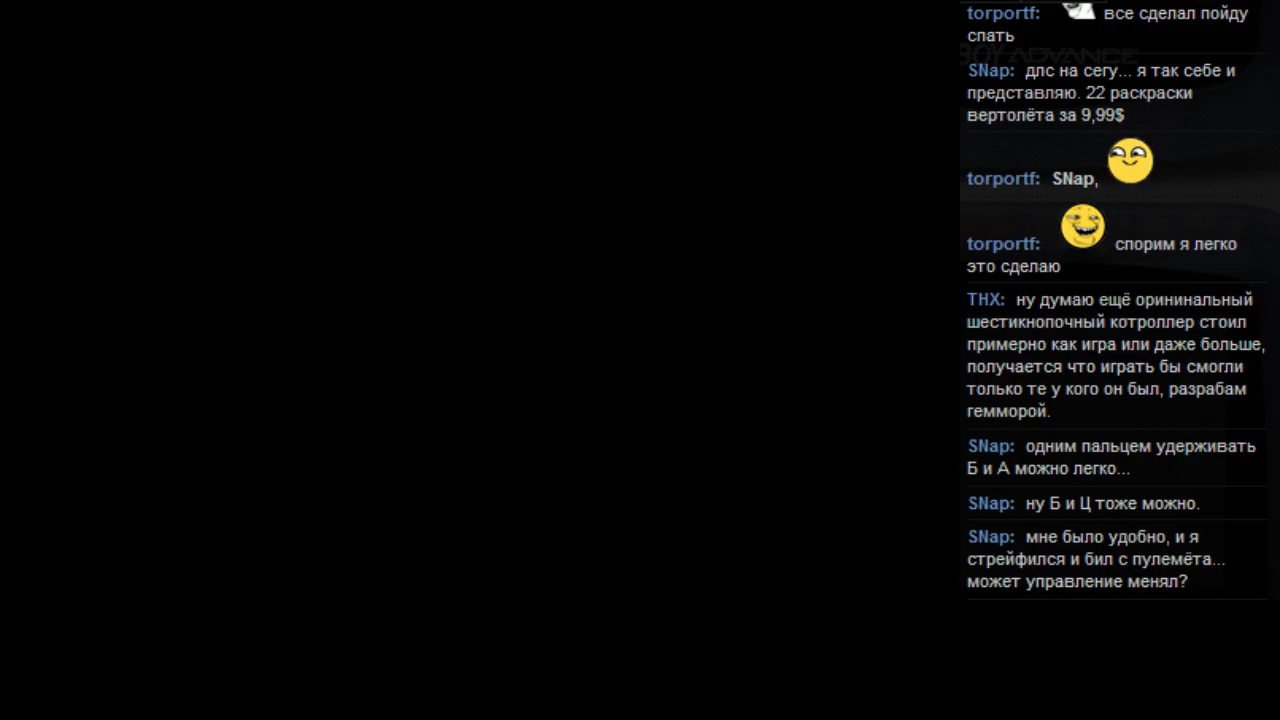 torportf: все сделал пойду
спать
BOY ADVANCE
SNap: длс на сегу... я так себе и
представляю. 22 раскраски
вертолёта за 9,99$
torportf: SNap,
torportf: спорим я легко
это сделаю
THX: ну думаю ещё орининальный
шестикнопочный котроллер стоил
примерно как игра или даже больше,
получается что играть бы смогли
только те у кого он был, разрабам
гемморой.
SNap: одним пальцем удерживать
Б и А можно легко...
SNap: ну Б и Ц тоже можно.
SNap: мне было удобно, и я
стрейфился и бил с пулемёта...
может управление менял?